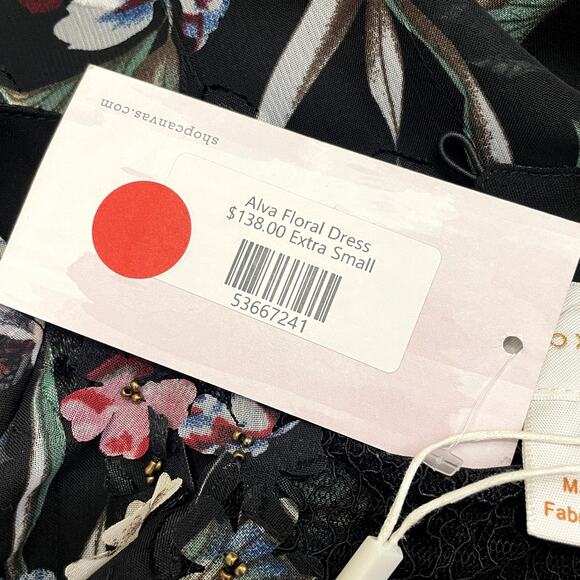 shopcanvas.com
Alva Floral Dress
$138.00 Extra Small
53667241